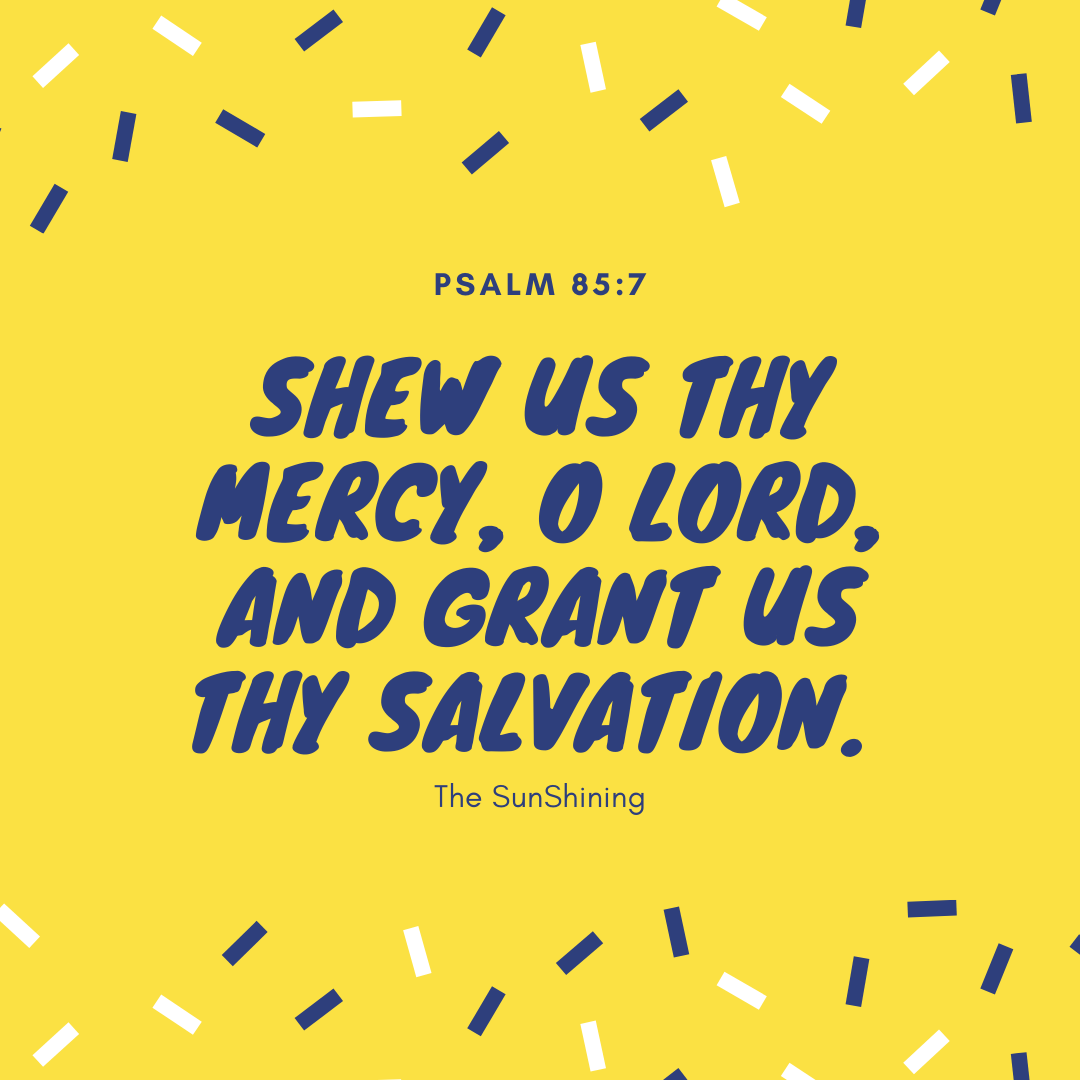 PSALM 85:7
SHEW US THY
MERCY, O LORD,
AND GRANT US
THY SALVATION.
The SunShining